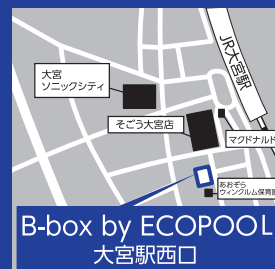 JR大宮駅
大宮
ソニックシティ
そごう大宮店
マクドナルド
あおぞら
ウィングルム保育園
B-box by ECOPOOL
大宮駅西口